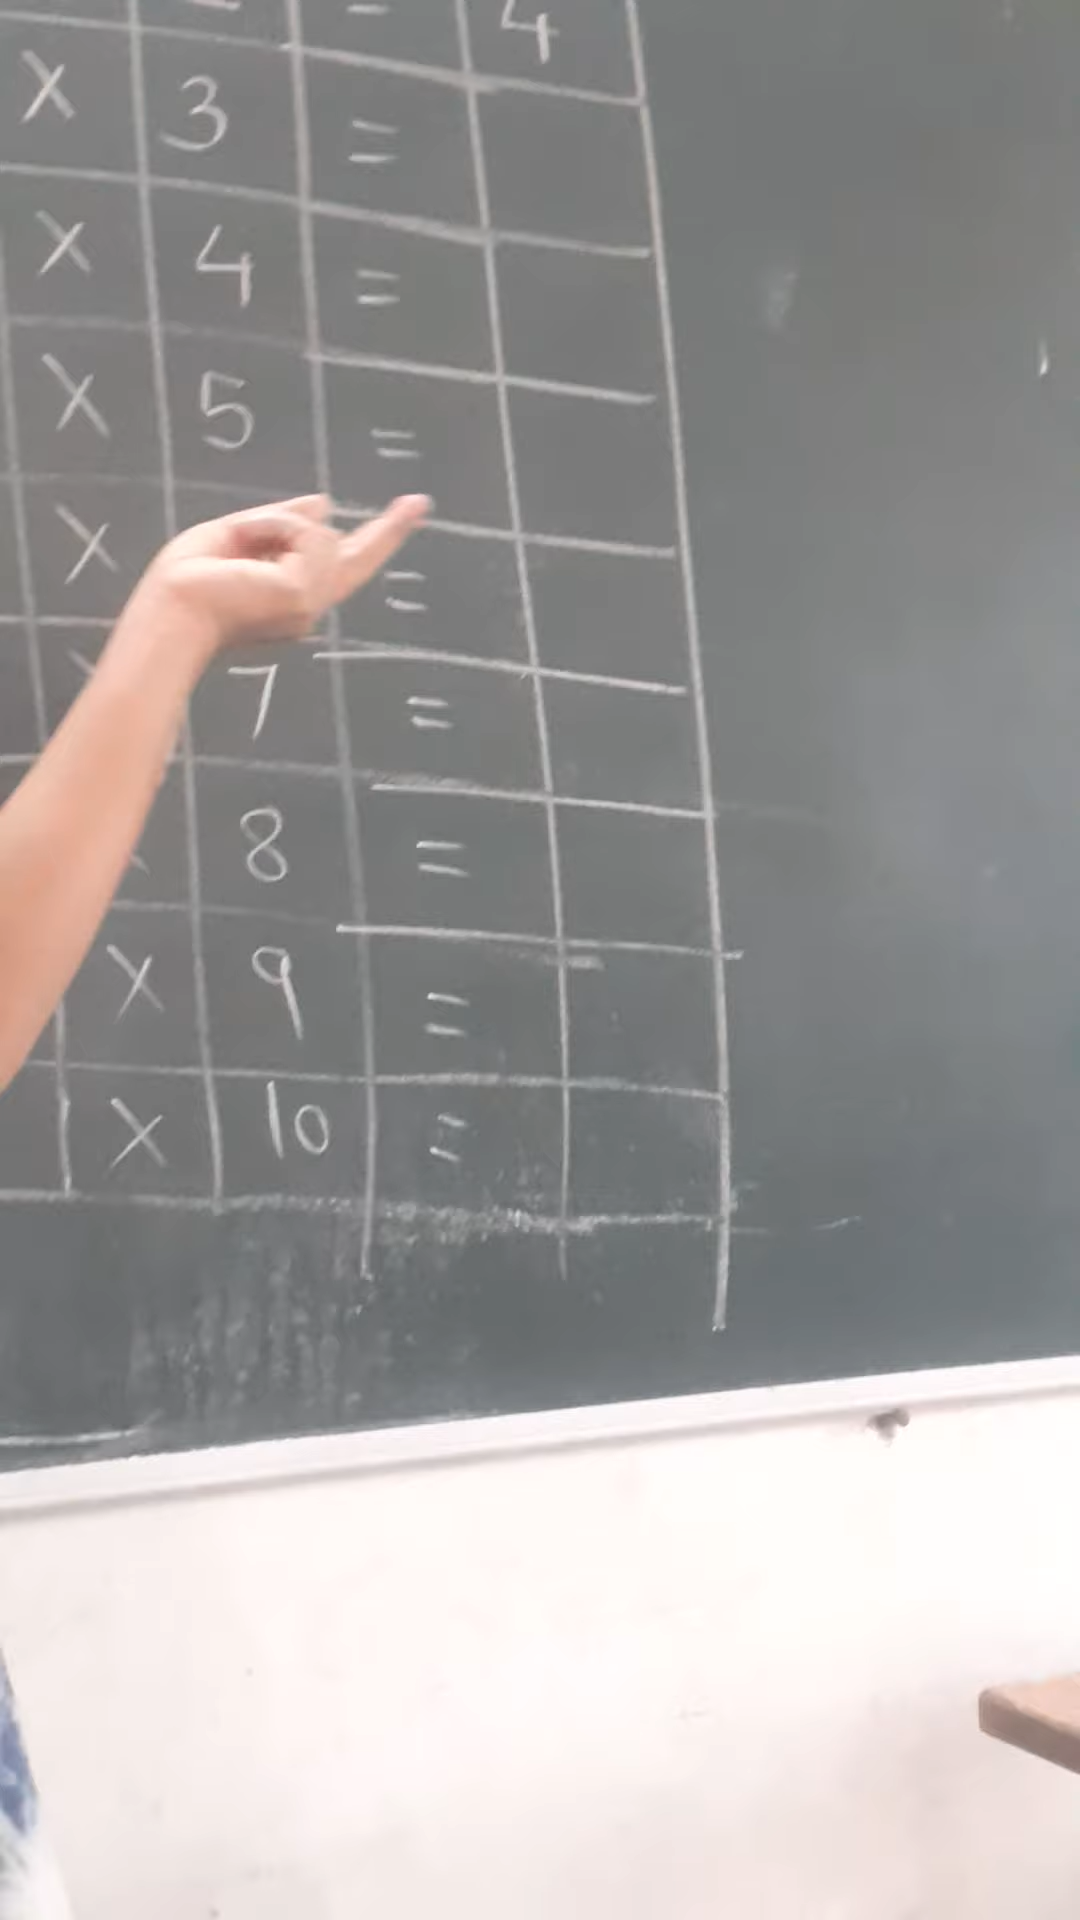 = 4
X 3 =
X 4 =
X 5 =
X =
7 =
8 =
X 9 =
X 10 =